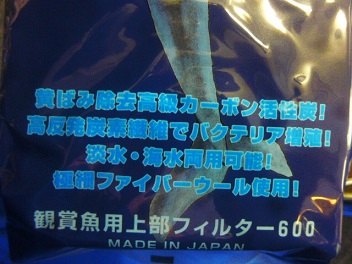 黄ばみ除去高級カーボン活性炭!
高反発炭素繊維でバクテリア増殖!
淡水・海水両用可能!
極細ファイバーウール使用!
観賞魚用上部フィルター600
MADE IN JAPAN